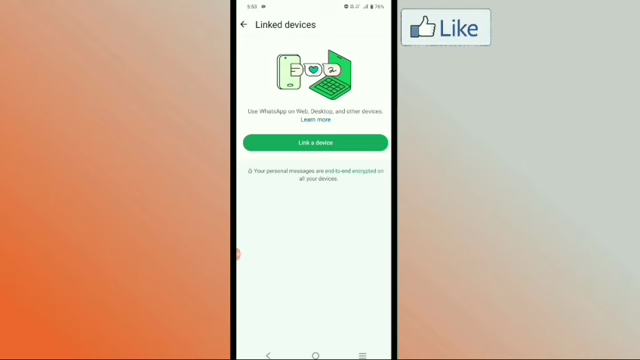 5:53
76%
Linked devices
Use WhatsApp on Web, Desktop, and other devices.
Learn more
Link a device
Your personal messages are end-to-end encrypted on
all your devices.
Like